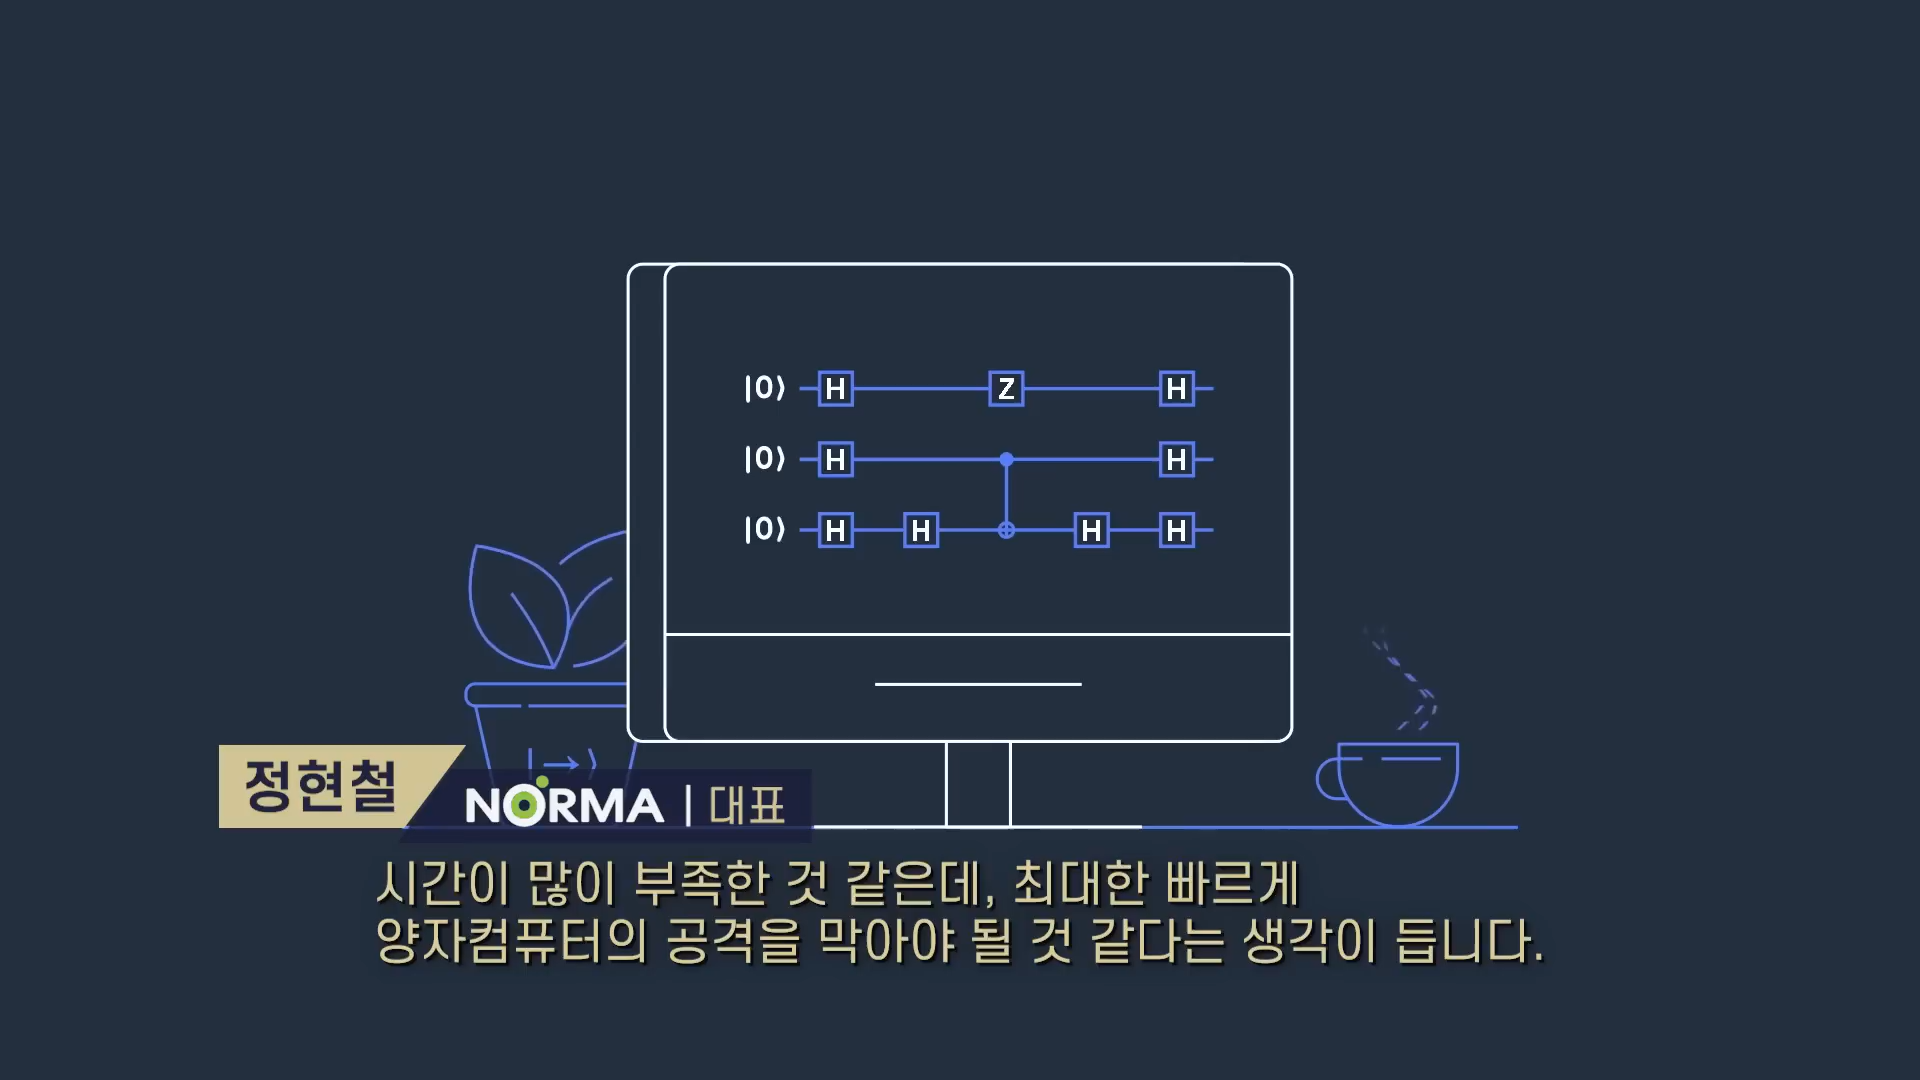 |0⟩ H Z H
|0⟩ H H
|0⟩ H H H H
|→⟩
정현철 NORMA | 대표
시간이 많이 부족한 것 같은데, 최대한 빠르게
양자컴퓨터의 공격을 막아야 될 것 같다는 생각이 듭니다.